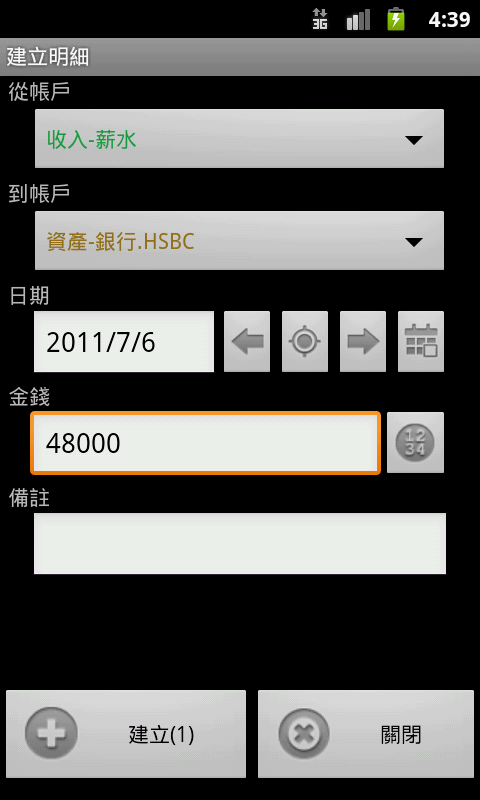 3G
4:39
建立明細
從帳戶
收入-薪水
到帳戶
資產-銀行.HSBC
日期
2011/7/6
金錢
48000
12
34
備註
建立(1)
關閉